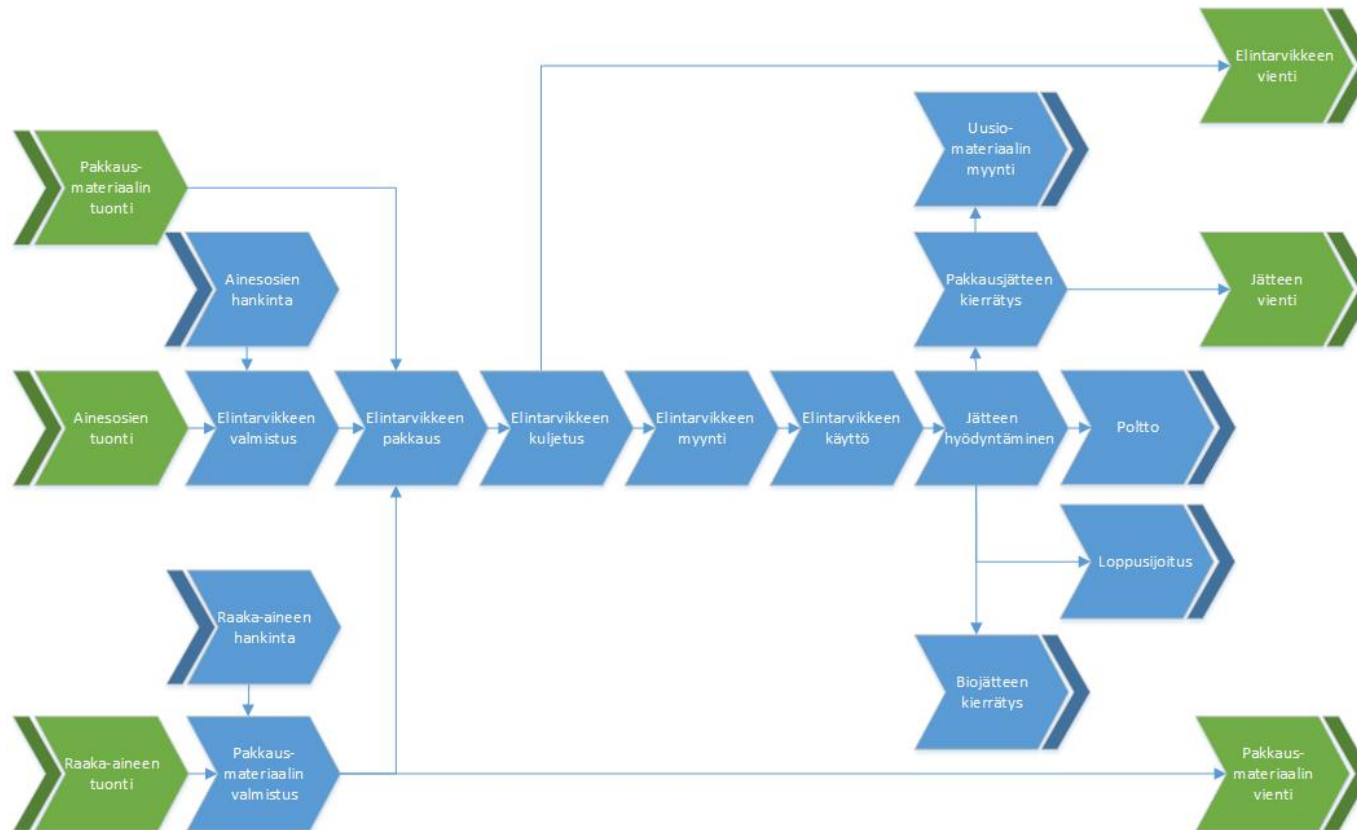 Elintarvikkeen
vienti
Uusio-
materiaalin
myynti
Pakkaus-
materiaalin
tuonti
Ainesosien
hankinta
Pakkausjätteen
kierrätys
Jätteen
vienti
Ainesosien
tuonti
Elintarvikkeen
valmistus
Elintarvikkeen
pakkaus
Elintarvikkeen
kuljetus
Elintarvikkeen
myynti
Elintarvikkeen
käyttö
Jätteen
hyödyntäminen
Poltto
Loppusijoitus
Raaka-aineen
hankinta
Biojätteen
kierrätys
Raaka-aineen
tuonti
Pakkaus-
materiaalin
valmistus
Pakkaus-
materiaalin
vienti